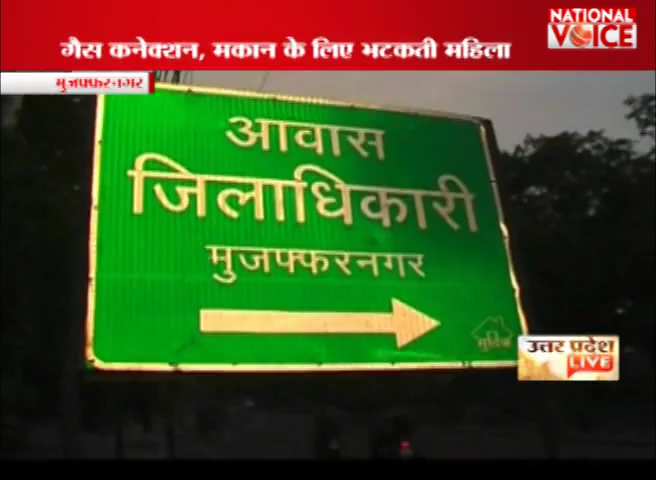 NATIONAL
VOICE
गैस कनेक्शन, मकान के लिए भटकती महिला
मुजफ्फरनगर
आवास
जिलाधिकारी
मुजफ्फरनगर
उत्तर प्रदेश
LIVE